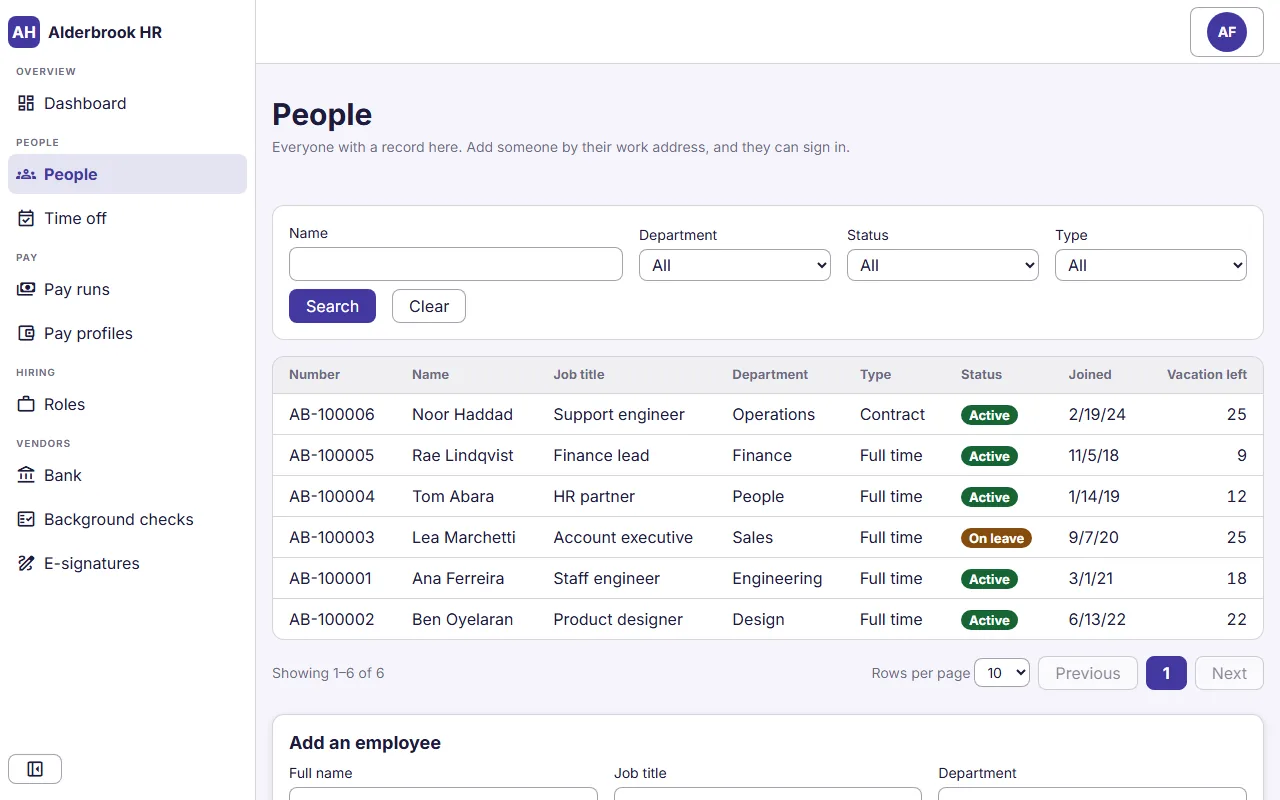 AH Alderbrook HR
OVERVIEW
Dashboard
PEOPLE
People
Time off
PAY
Pay runs
Pay profiles
HIRING
Roles
VENDORS
Bank
Background checks
E-signatures
AF
People
Everyone with a record here. Add someone by their work address, and they can sign in.
Name Department Status Type
All All All
Search Clear
Number Name Job title Department Type Status Joined Vacation left
AB-100006 Noor Haddad Support engineer Operations Contract Active 2/19/24 25
AB-100005 Rae Lindqvist Finance lead Finance Full time Active 11/5/18 9
AB-100004 Tom Abara HR partner People Full time Active 1/14/19 12
AB-100003 Lea Marchetti Account executive Sales Full time On leave 9/7/20 25
AB-100001 Ana Ferreira Staff engineer Engineering Full time Active 3/1/21 18
AB-100002 Ben Oyelaran Product designer Design Full time Active 6/13/22 22
Showing 1–6 of 6 Rows per page 10 Previous 1 Next
Add an employee
Full name Job title Department